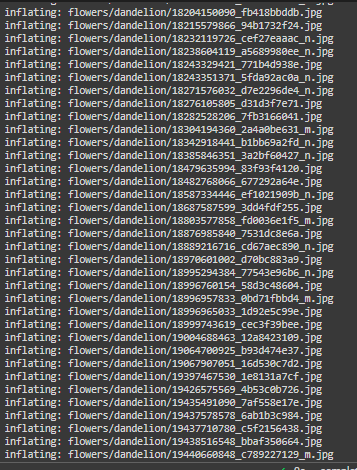 inflating: flowers/dandelion/18204150090_fb418bbddb.jpg
inflating: flowers/dandelion/18215579866_94b1732f24.jpg
inflating: flowers/dandelion/18232119726_cef27eaaac_n.jpg
inflating: flowers/dandelion/18238604119_a5689980ee_n.jpg
inflating: flowers/dandelion/18243329421_771b4d938e.jpg
inflating: flowers/dandelion/18243351371_5fda92ac0a_n.jpg
inflating: flowers/dandelion/18271576032_d7e2296de4_n.jpg
inflating: flowers/dandelion/18276105805_d31d3f7e71.jpg
inflating: flowers/dandelion/18282528206_7fb3166041.jpg
inflating: flowers/dandelion/18304194360_2a4a0be631_m.jpg
inflating: flowers/dandelion/18342918441_b1bb69a2fd_n.jpg
inflating: flowers/dandelion/18385846351_3a2bf60427_n.jpg
inflating: flowers/dandelion/18479635994_83f93f4120.jpg
inflating: flowers/dandelion/18482768066_677292a64e.jpg
inflating: flowers/dandelion/18587334446_ef1021909b_n.jpg
inflating: flowers/dandelion/18687587599_3dd4fdf255.jpg
inflating: flowers/dandelion/18803577858_fd0036e1f5_m.jpg
inflating: flowers/dandelion/18876985840_7531dc8e6a.jpg
inflating: flowers/dandelion/18889216716_cd67aec890_n.jpg
inflating: flowers/dandelion/18970601002_d70bc883a9.jpg
inflating: flowers/dandelion/18995294384_77543e96b6_n.jpg
inflating: flowers/dandelion/18996760154_58d3c48604.jpg
inflating: flowers/dandelion/18996957833_0bd71fbbd4_m.jpg
inflating: flowers/dandelion/18996965033_1d92e5c99e.jpg
inflating: flowers/dandelion/18999743619_cec3f39bee.jpg
inflating: flowers/dandelion/19004688463_12a8423109.jpg
inflating: flowers/dandelion/19064700925_b93d474e37.jpg
inflating: flowers/dandelion/19067907051_16d530c7d2.jpg
inflating: flowers/dandelion/19397467530_1e8131a7cf.jpg
inflating: flowers/dandelion/19426575569_4b53c0b726.jpg
inflating: flowers/dandelion/19435491090_7af558e17e.jpg
inflating: flowers/dandelion/19437578578_6ab1b3c984.jpg
inflating: flowers/dandelion/19437710780_c5f2156438.jpg
inflating: flowers/dandelion/19438516548_bbaf350664.jpg
inflating: flowers/dandelion/19440660848_c789227129_m.jpg